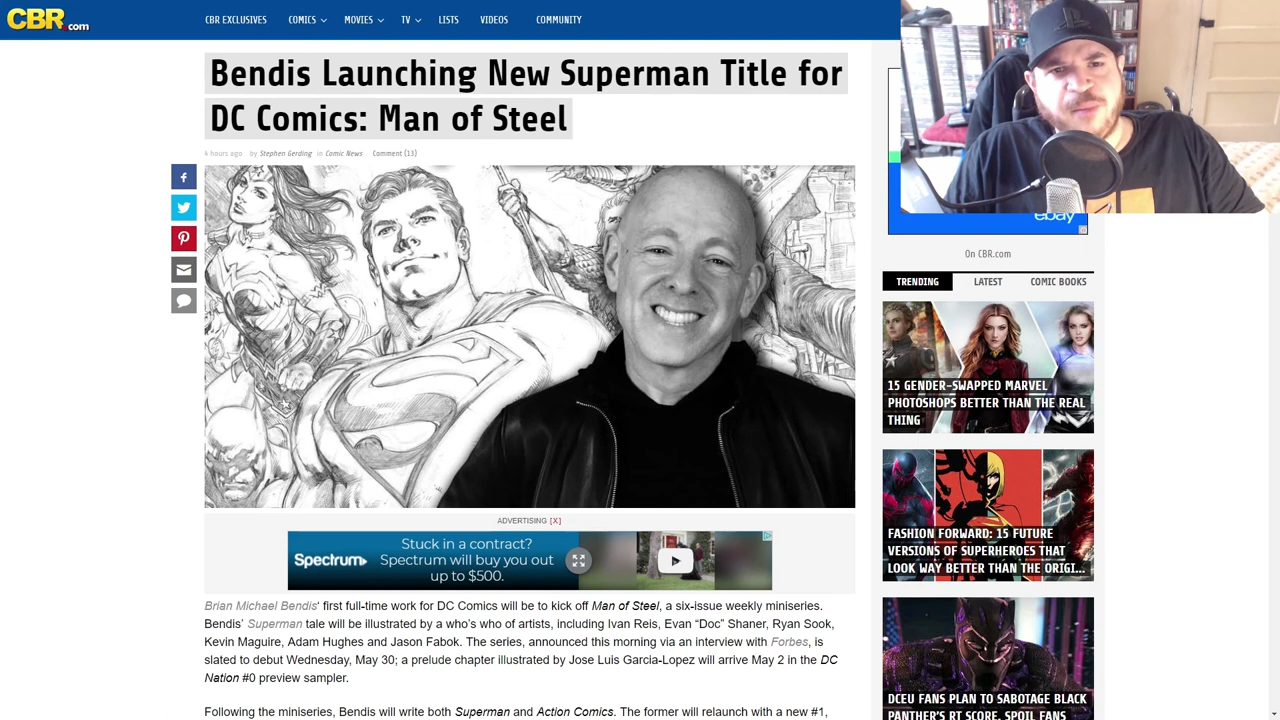 CBR.com
CBR EXCLUSIVES COMICS MOVIES TV LISTS VIDEOS COMMUNITY
Bendis Launching New Superman Title for
DC Comics: Man of Steel
4 hours ago by Stephen Gerding in Comic News Comment (13)
ebay
On CBR.com
TRENDING LATEST COMIC BOOKS
15 GENDER-SWAPPED MARVEL
PHOTOSHOPS BETTER THAN THE REAL
THING
FASHION FORWARD: 15 FUTURE
VERSIONS OF SUPERHEROES THAT
LOOK WAY BETTER THAN THE ORIGI...
DCEU FANS PLAN TO SABOTAGE BLACK
PANTHER'S RT SCORE, SPOIL FANS
ADVERTISING [X]
Spectrum
Stuck in a contract?
Spectrum will buy you out
up to $500.
Brian Michael Bendis‘ first full-time work for DC Comics will be to kick off Man of Steel, a six-issue weekly miniseries.
Bendis’ Superman tale will be illustrated by a who’s who of artists, including Ivan Reis, Evan “Doc” Shaner, Ryan Sook,
Kevin Maguire, Adam Hughes and Jason Fabok. The series, announced this morning via an interview with Forbes, is
slated to debut Wednesday, May 30; a prelude chapter illustrated by Jose Luis Garcia-Lopez will arrive May 2 in the DC
Nation #0 preview sampler.
Following the miniseries, Bendis will write both Superman and Action Comics. The former will relaunch with a new #1,